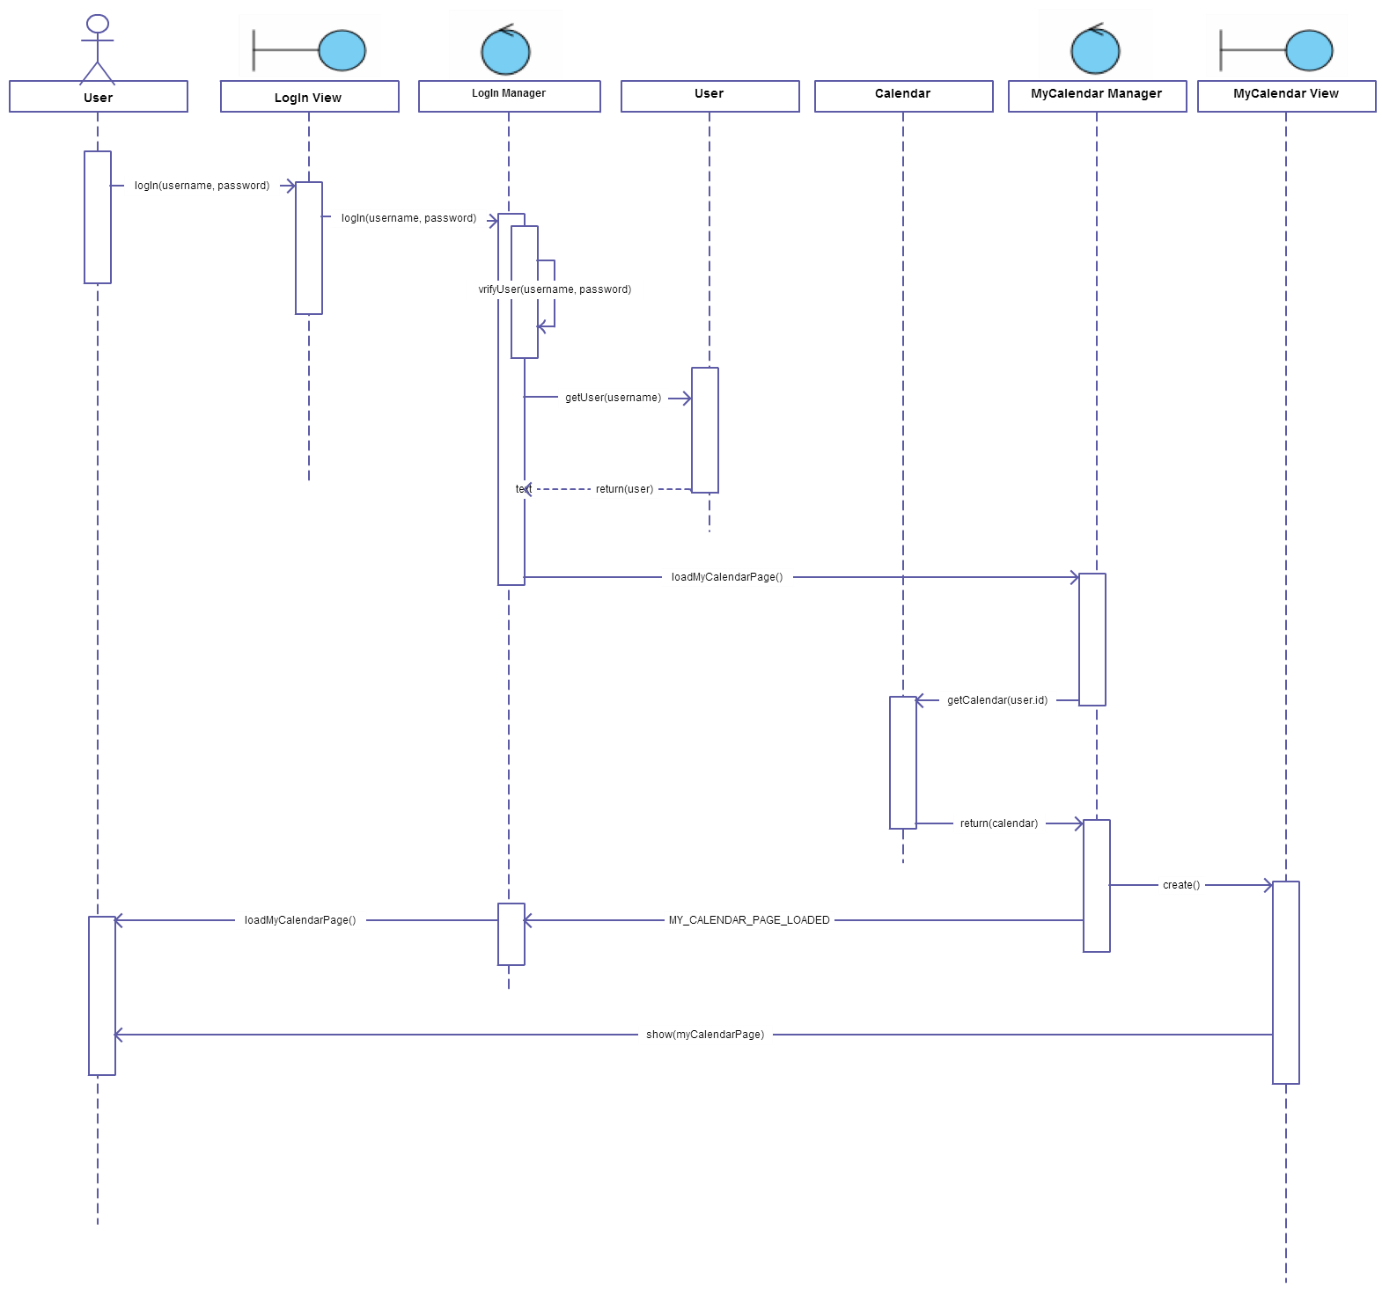 User
LogIn View
LogIn Manager
User
Calendar
MyCalendar Manager
MyCalendar View
logIn(username, password)
logIn(username, password)
vrifyUser(username, password)
getUser(username)
text
return(user)
loadMyCalendarPage()
getCalendar(user.id)
return(calendar)
create()
loadMyCalendarPage()
MY_CALENDAR_PAGE_LOADED
show(myCalendarPage)